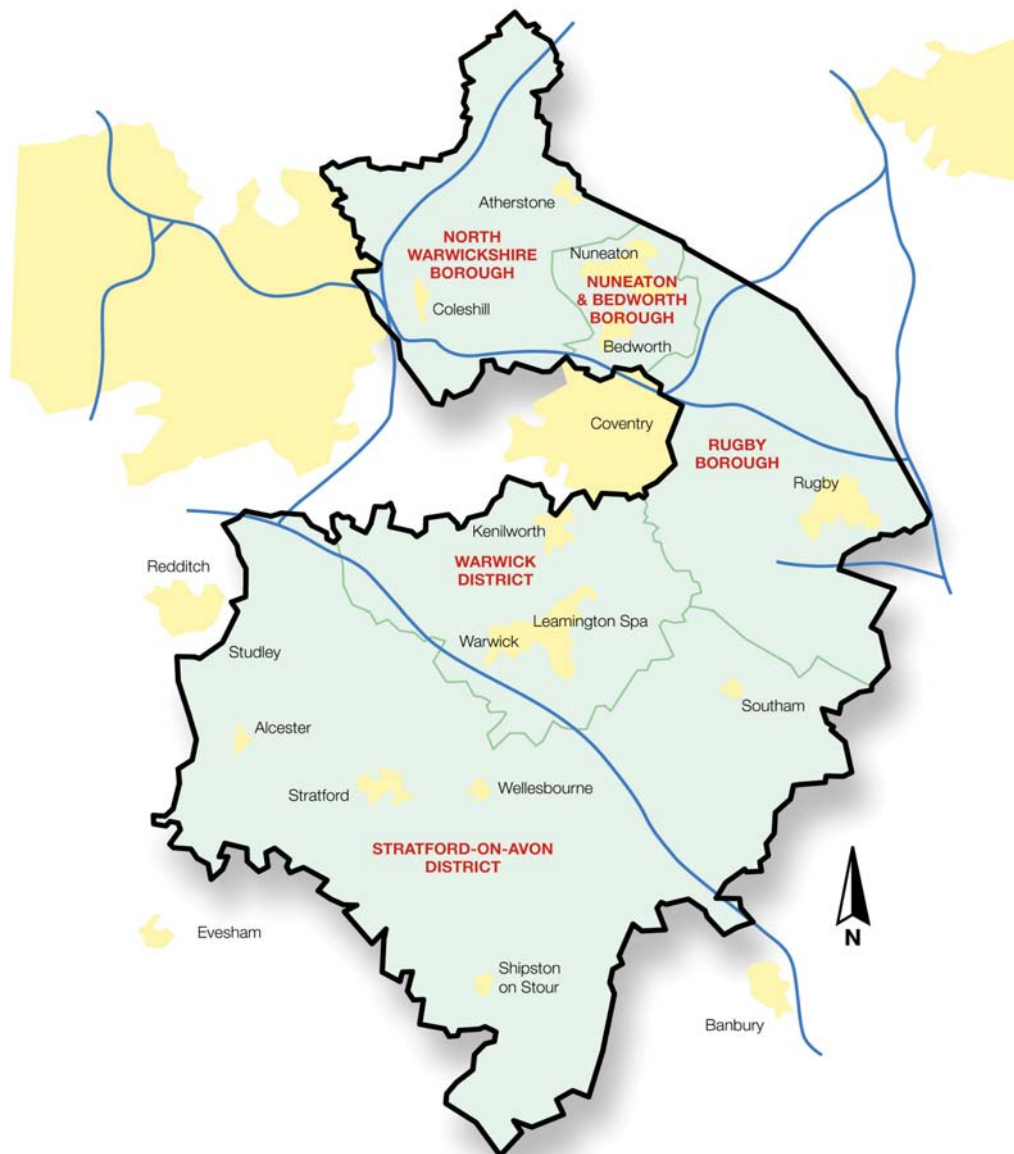 Atherstone
NORTH
WARWICKSHIRE
BOROUGH
Nuneaton
NUNEATON
& BEDWORTH
BOROUGH
Coleshill
Bedworth
Coventry
RUGBY
BOROUGH
Rugby
Kenilworth
WARWICK
DISTRICT
Redditch
Leamington Spa
Warwick
Studley
Southam
Alcester
Stratford
Wellesbourne
STRATFORD-ON-AVON
DISTRICT
N
Evesham
Shipston
on Stour
Banbury